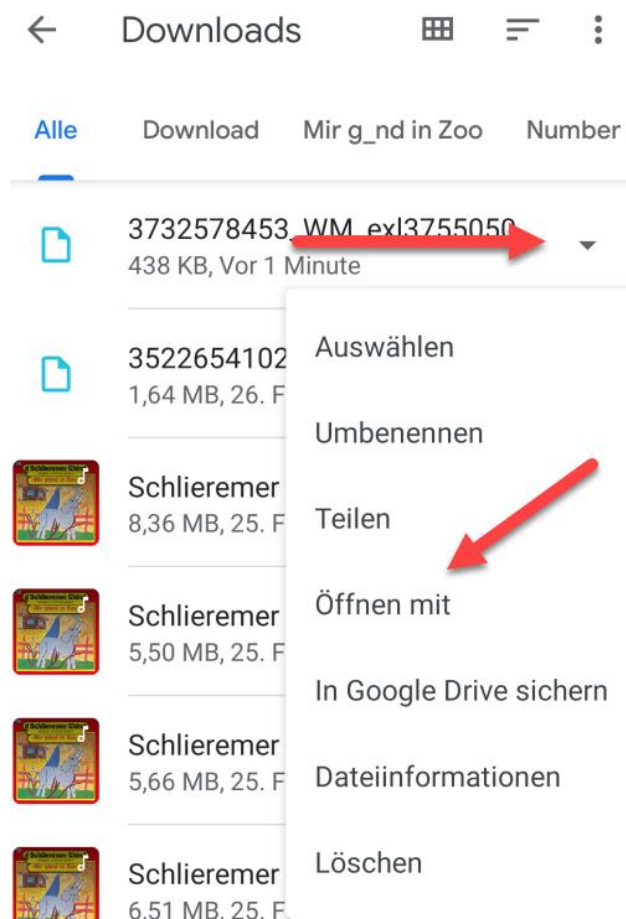 Downloads
Alle Download Mir g_nd in Zoo Number
3732578453_WM_exl3755050
438 KB, Vor 1 Minute
3522654102
1,64 MB, 26. F
Schlieremer
8,36 MB, 25. F
Schlieremer
5,50 MB, 25. F
Schlieremer
5,66 MB, 25. F
Schlieremer
6,51 MB, 25. F
Auswählen
Umbenennen
Teilen
Öffnen mit
In Google Drive sichern
Dateiinformationen
Löschen